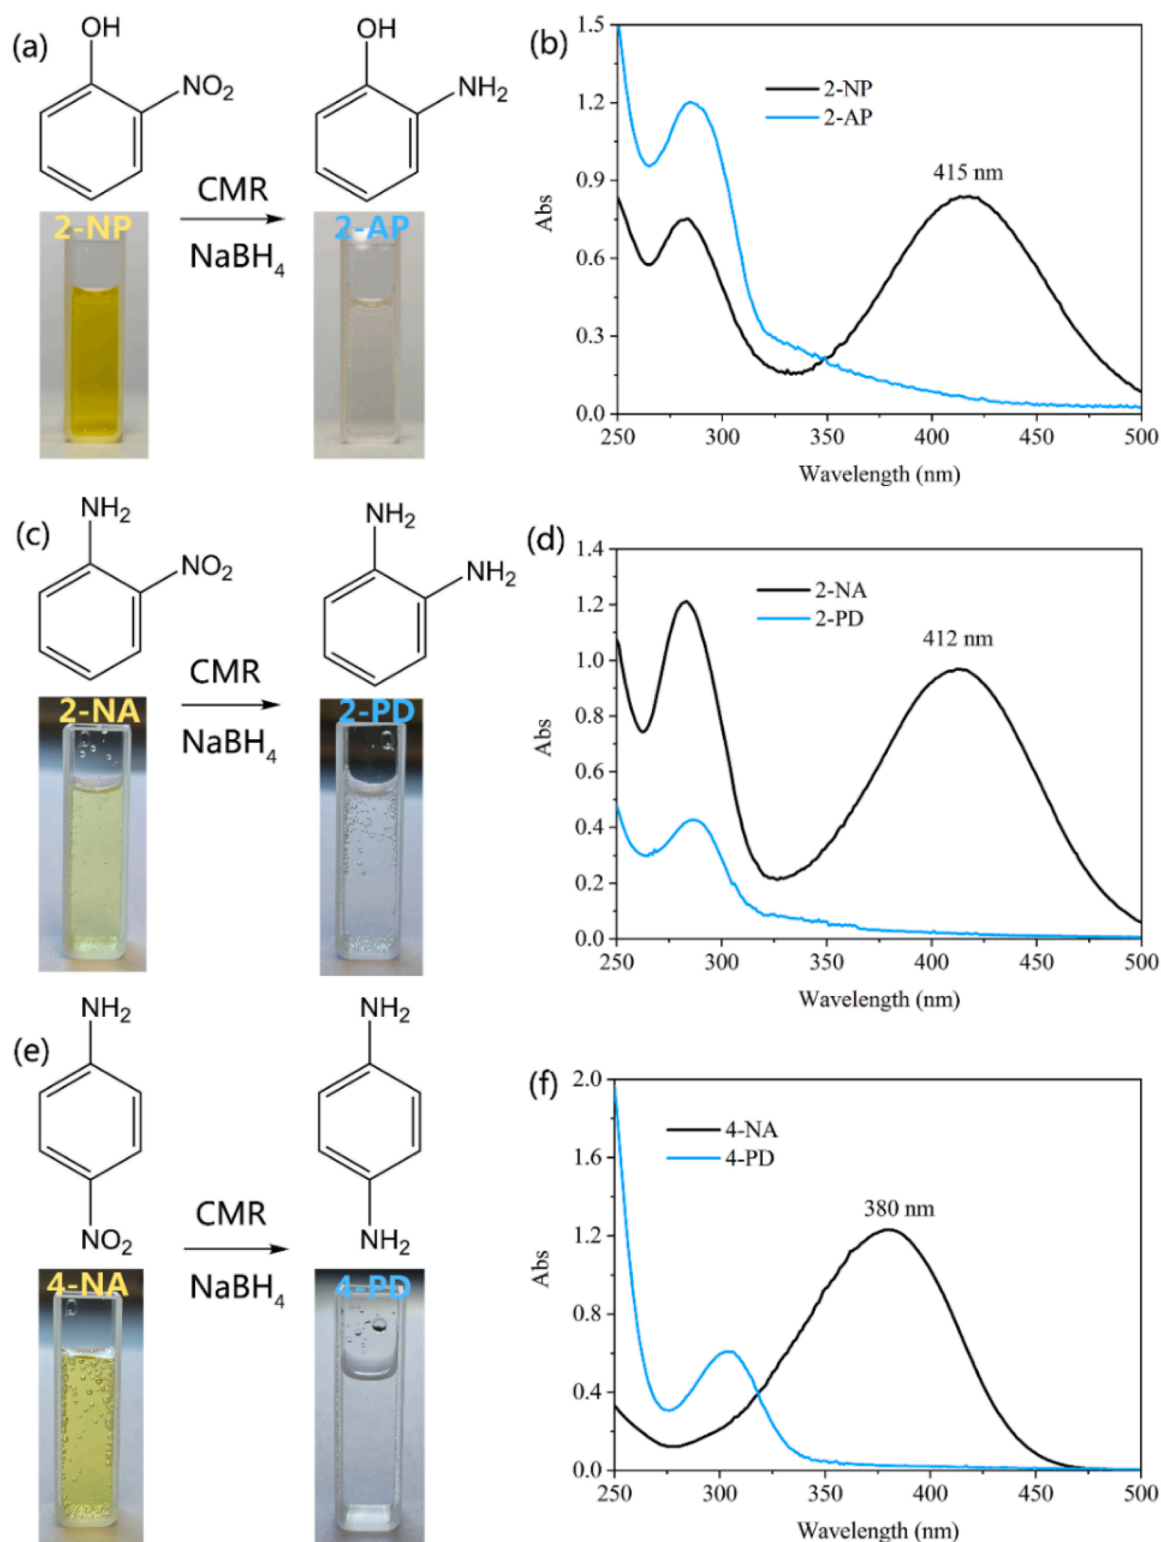 (a)
OH
NO₂
2-NP
CMR
NaBH₄
OH
NH₂
2-AP
(b)
1.5
1.2
0.9
0.6
0.3
0.0
Abs
2-NP
2-AP
415 nm
250 300 350 400 450 500
Wavelength (nm)
(c)
NH₂
NO₂
2-NA
CMR
NaBH₄
NH₂
NH₂
2-PD
(d)
1.4
1.2
1.0
0.8
0.6
0.4
0.2
0.0
Abs
2-NA
2-PD
412 nm
250 300 350 400 450 500
Wavelength (nm)
(e)
NH₂
NO₂
4-NA
CMR
NaBH₄
NH₂
NH₂
4-PD
(f)
2.0
1.6
1.2
0.8
0.4
0.0
Abs
4-NA
4-PD
380 nm
250 300 350 400 450 500
Wavelength (nm)